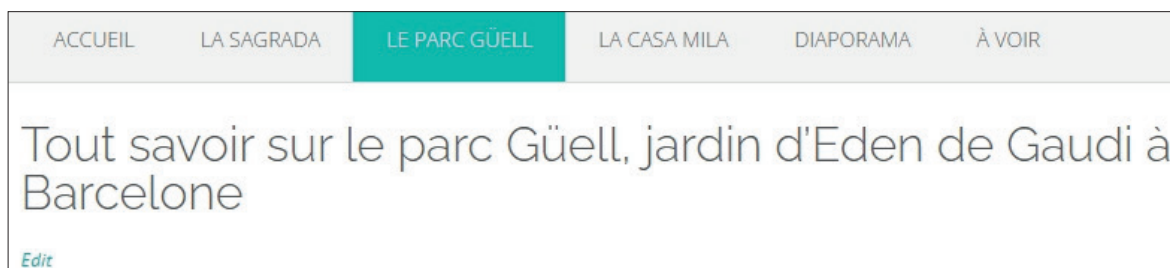 ACCUEIL LA SAGRADA LE PARC GÜELL LA CASA MILA DIAPORAMA À VOIR
Tout savoir sur le parc Güell, jardin d'Eden de Gaudi à
Barcelone
Edit